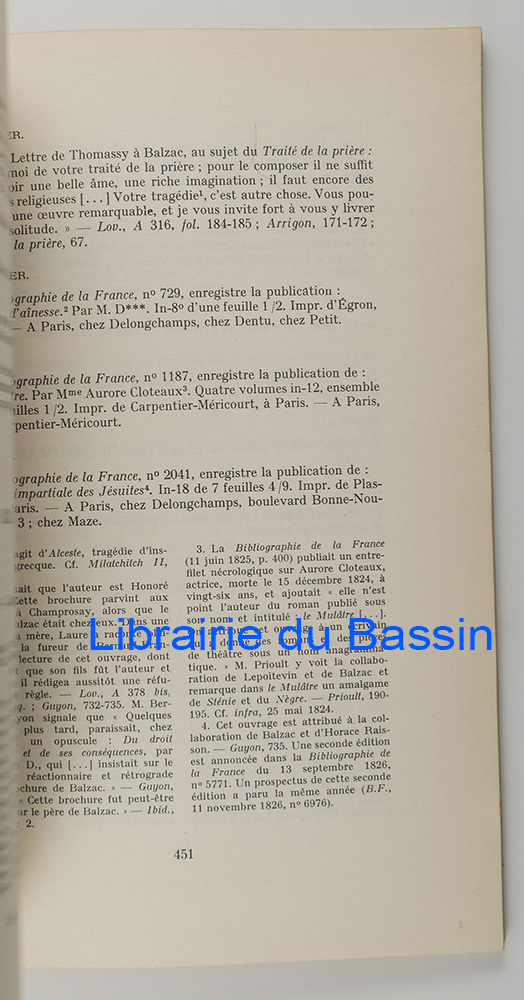 ER.
Lettre de Thomassy à Balzac, au sujet du Traité de la prière :
moi de votre traité de la prière ; pour le composer il ne suffit
oir une belle âme, une riche imagination ; il faut encore des
s religieuses [...] Votre tragédie¹, c'est autre chose. Vous pou-
une œuvre remarquable, et je vous invite fort à vous y livrer
solitude. » — Lov., A 316, fol. 184-185 ; Arrigon, 171-172 ;
la prière, 67.
ER.
ographie de la France, nº 729, enregistre la publication :
d'aînesse.² Par M. D***. In-8º d'une feuille 1/2. Impr. d'Égron,
— A Paris, chez Delongchamps, chez Dentu, chez Petit.
ographie de la France, nº 1187, enregistre la publication de :
tre. Par Mme Aurore Cloteaux³. Quatre volumes in-12, ensemble
uilles 1/2. Impr. de Carpentier-Méricourt, à Paris. — A Paris,
rpentier-Méricourt.
ographie de la France, nº 2041, enregistre la publication de :
impartiale des Jésuites⁴. In-18 de 7 feuilles 4/9. Impr. de Plas-
aris. — A Paris, chez Delongchamps, boulevard Bonne-Nou-
3 ; chez Maze.
agit d'Alceste, tragédie d'ins-
grecque. Cf. Milatchitch II,
sait que l'auteur est Honoré
Cette brochure parvint aux
à Champrosay, alors que le
alzac était chez eux. Dans une
mère, Laure raconte
la fureur de
lecture de cet ouvrage, dont
que son fils fût l'auteur et
il rédigea aussitôt une réfu-
règle. — Lov., A 378 bis,
q. ; Guyon, 732-735. M. Ber-
yon signale que « Quelques
plus tard, paraissait, chez
un opuscule : Du droit
et de ses conséquences, par
D., qui [...] insistait sur le
réactionnaire et rétrograde
chure de Balzac. » — Guyon,
« Cette brochure fut peut-être
ar le père de Balzac. » — Ibid.,
2.
3. La Bibliographie de la France
(11 juin 1825, p. 400) publiait un entre-
filet nécrologique sur Aurore Cloteaux,
actrice, morte le 15 décembre 1824, à
vingt-six ans, et ajoutait « elle n'est
point l'auteur du roman publié sous
son nom et intitulé : le Mulâtre [...].
de théâtre sous un nom anagramma-
tique. » M. Prioult y voit la collabo-
ration de Lepoitevin et de Balzac et
remarque dans le Mulâtre un amalgame
de Sténie et du Nègre. — Prioult, 190-
195. Cf. infra, 25 mai 1824.
4. Cet ouvrage est attribué à la col-
laboration de Balzac et d'Horace Rais-
son. — Guyon, 735. Une seconde édition
est annoncée dans la Bibliographie de
la France du 13 septembre 1826,
nº 5771. Un prospectus de cette seconde
édition a paru la même année (B.F.,
11 novembre 1826, nº 6976).
451
Librairie du Bassin